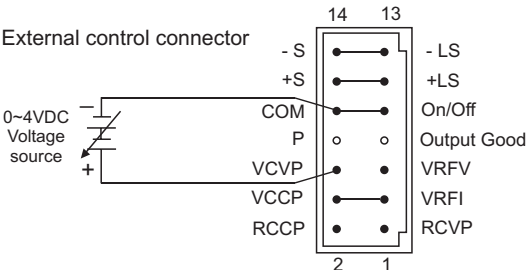 14 13
External control connector
- S - LS
+S +LS
COM On/Off
0~4VDC
Voltage
source
−
+
P Output Good
VCVP VRFV
VCCP VRFI
RCCP RCVP
2 1